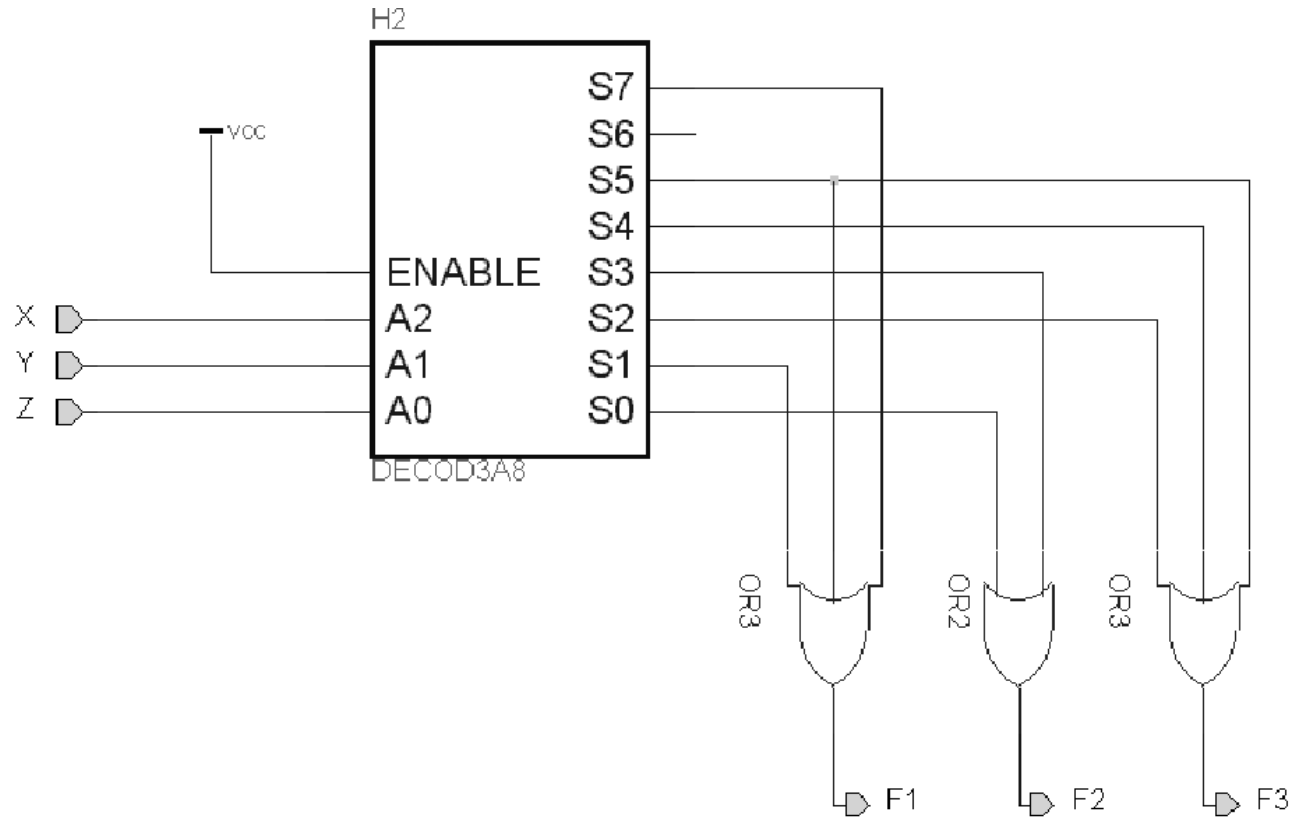 H2
VCC
S7
S6
S5
S4
ENABLE S3
X A2 S2
Y A1 S1
Z A0 S0
DECOD3A8
OR3 OR2 OR3
F1 F2 F3